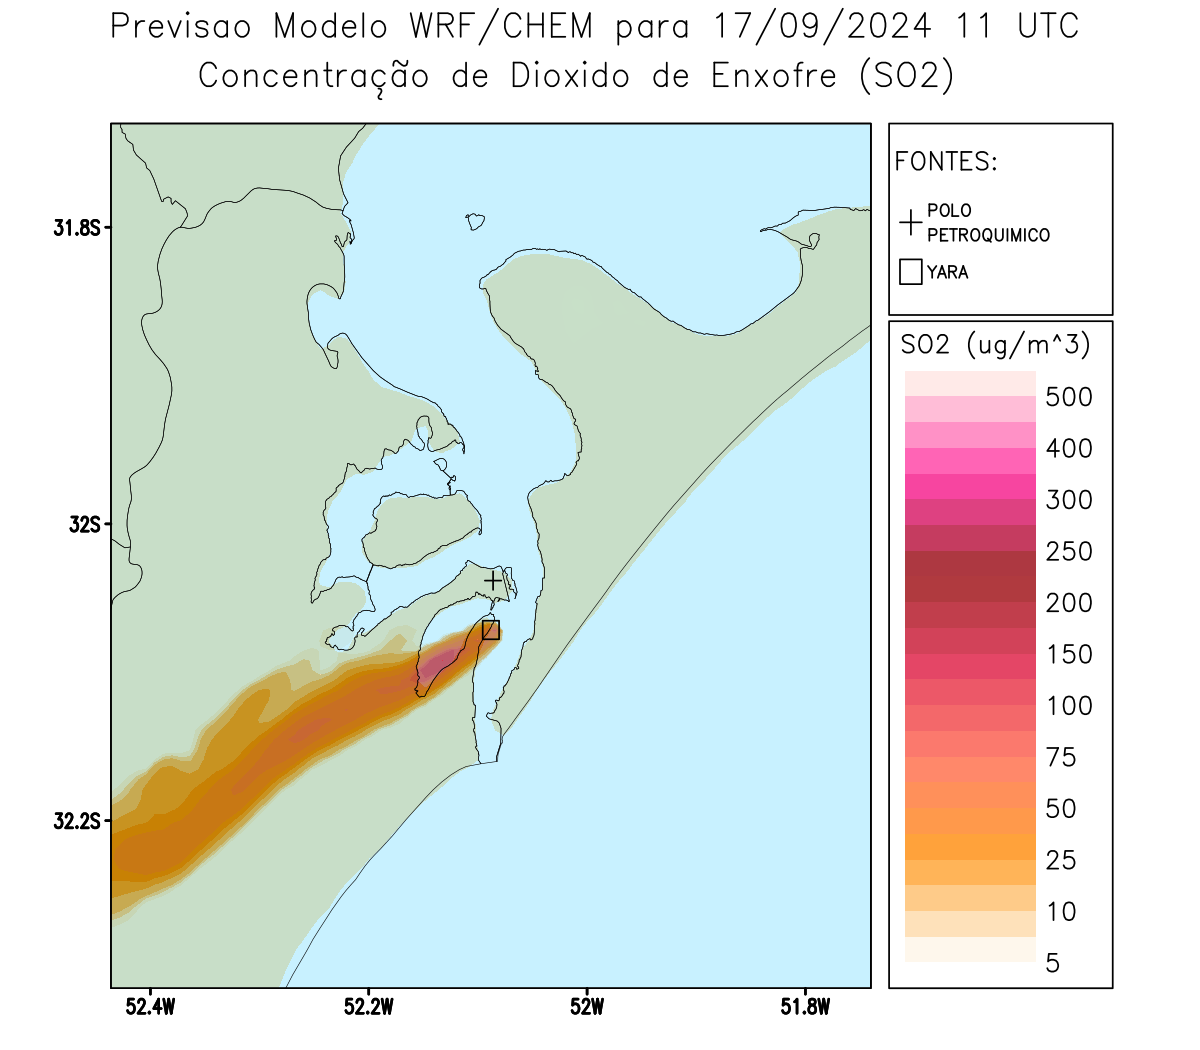 Previsao Modelo WRF/CHEM para 17/09/2024 11 UTC
Concentração de Dioxido de Enxofre (SO2)
FONTES:
POLO
PETROQUIMICO
YARA
SO2 (ug/m^3)
500
400
300
250
200
150
100
75
50
25
10
5
31.8S
32S
32.2S
52.4W
52.2W
52W
51.8W